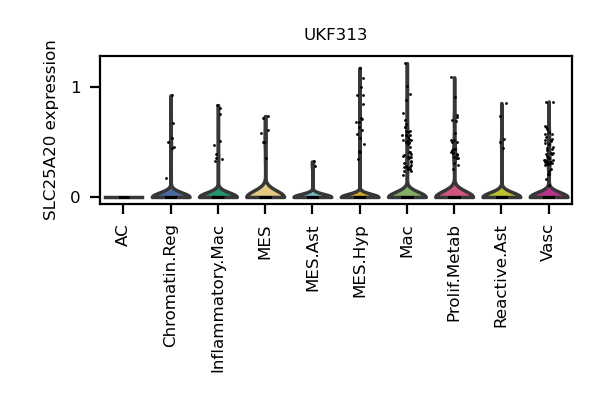 UKF313
SLC25A20 expression
1
0
AC
Chromatin.Reg
Inflammatory.Mac
MES
MES.Ast
MES.Hyp
Mac
Prolif.Metab
Reactive.Ast
Vasc